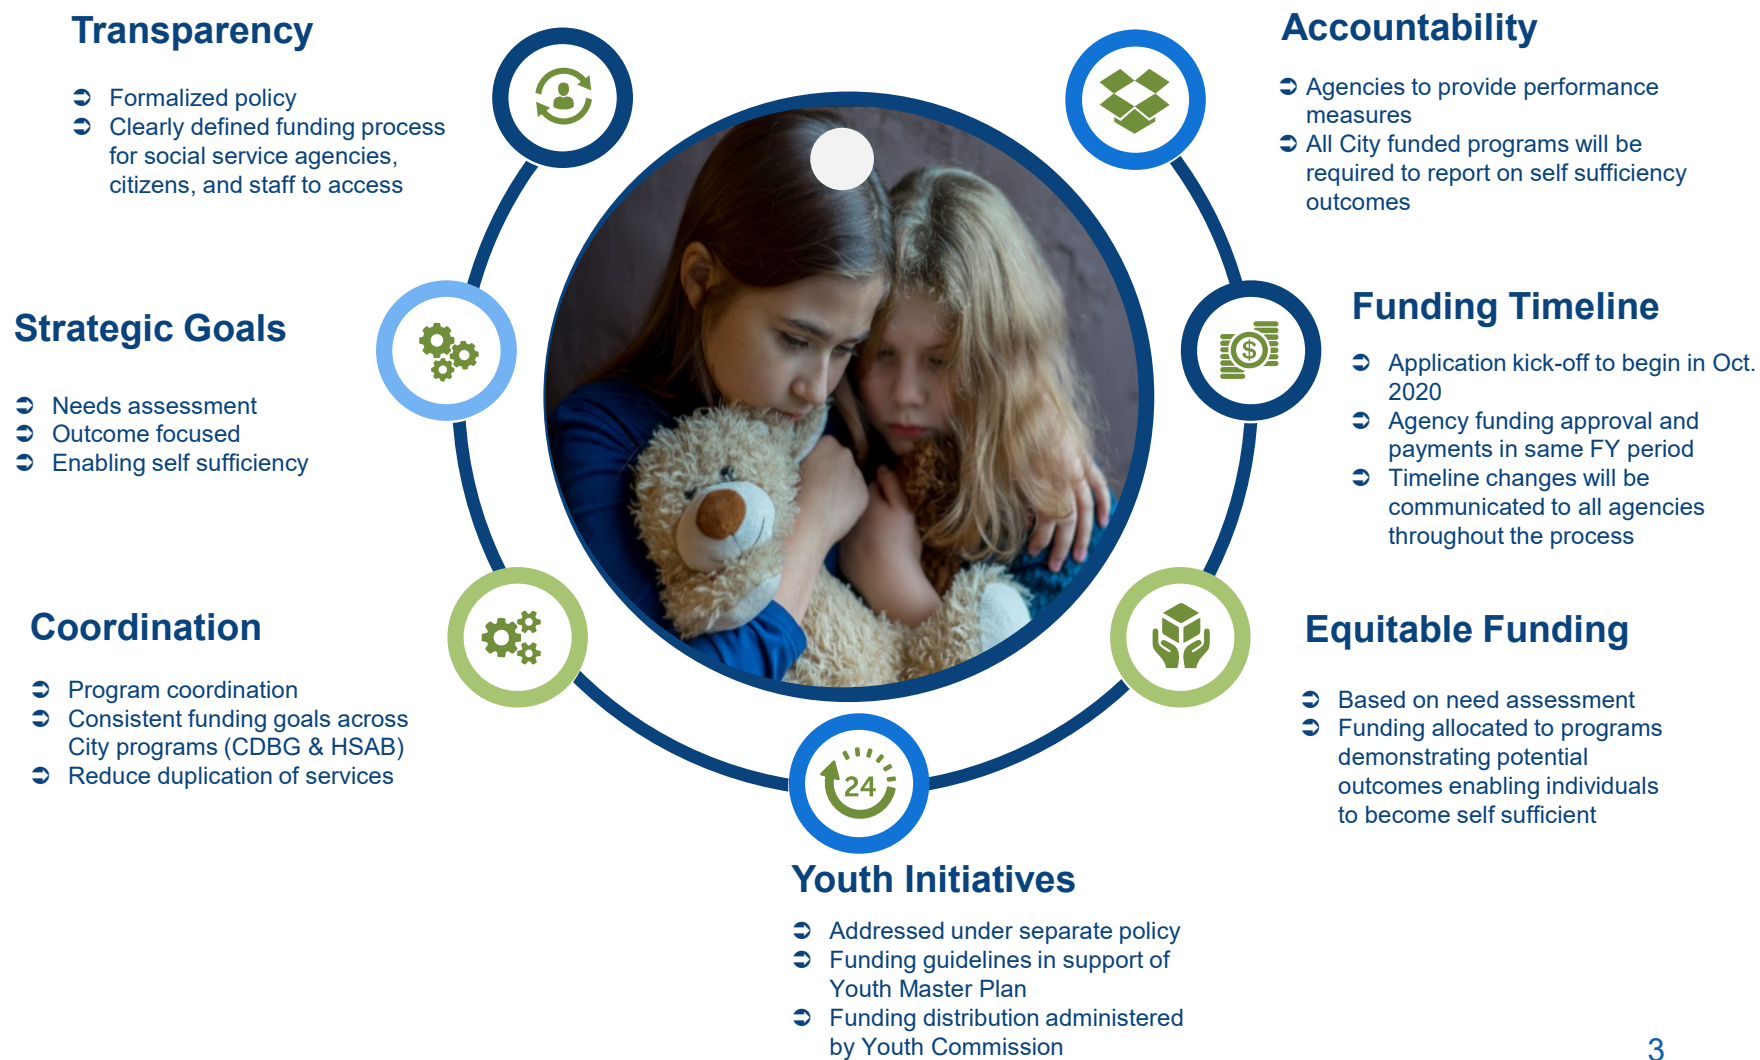 Transparency
➲ Formalized policy
➲ Clearly defined funding process
for social service agencies,
citizens, and staff to access
Strategic Goals
➲ Needs assessment
➲ Outcome focused
➲ Enabling self sufficiency
Coordination
➲ Program coordination
➲ Consistent funding goals across
City programs (CDBG & HSAB)
➲ Reduce duplication of services
24
Youth Initiatives
➲ Addressed under separate policy
➲ Funding guidelines in support of
Youth Master Plan
➲ Funding distribution administered
by Youth Commission
Accountability
➲ Agencies to provide performance
measures
➲ All City funded programs will be
required to report on self sufficiency
outcomes
$
Funding Timeline
➲ Application kick-off to begin in Oct.
2020
➲ Agency funding approval and
payments in same FY period
➲ Timeline changes will be
communicated to all agencies
throughout the process
Equitable Funding
➲ Based on need assessment
➲ Funding allocated to programs
demonstrating potential
outcomes enabling individuals
to become self sufficient
3